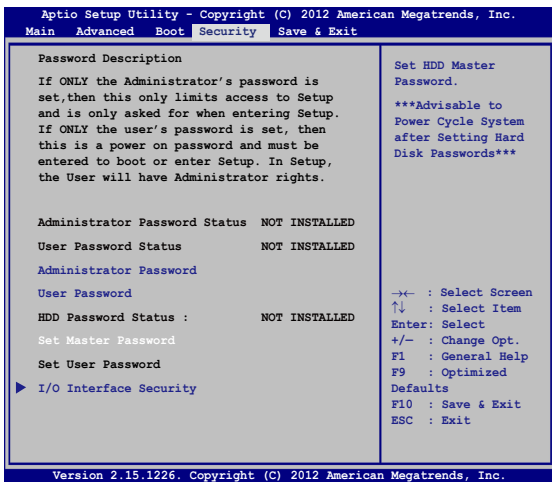 Aptio Setup Utility - Copyright (C) 2012 American Megatrends, Inc.
Main Advanced Boot Security Save & Exit
Password Description
If ONLY the Administrator's password is
set,then this only limits access to Setup
and is only asked for when entering Setup.
If ONLY the user's password is set, then
this is a power on password and must be
entered to boot or enter Setup. In Setup,
the User will have Administrator rights.
Administrator Password Status NOT INSTALLED
User Password Status NOT INSTALLED
Administrator Password
User Password
HDD Password Status : NOT INSTALLED
Set Master Password
Set User Password
I/O Interface Security
Set HDD Master
Password.
***Advisable to
Power Cycle System
after Setting Hard
Disk Passwords***
→← : Select Screen
↑↓ : Select Item
Enter: Select
+/— : Change Opt.
F1 : General Help
F9 : Optimized
Defaults
F10 : Save & Exit
ESC : Exit
Version 2.15.1226. Copyright (C) 2012 American Megatrends, Inc.